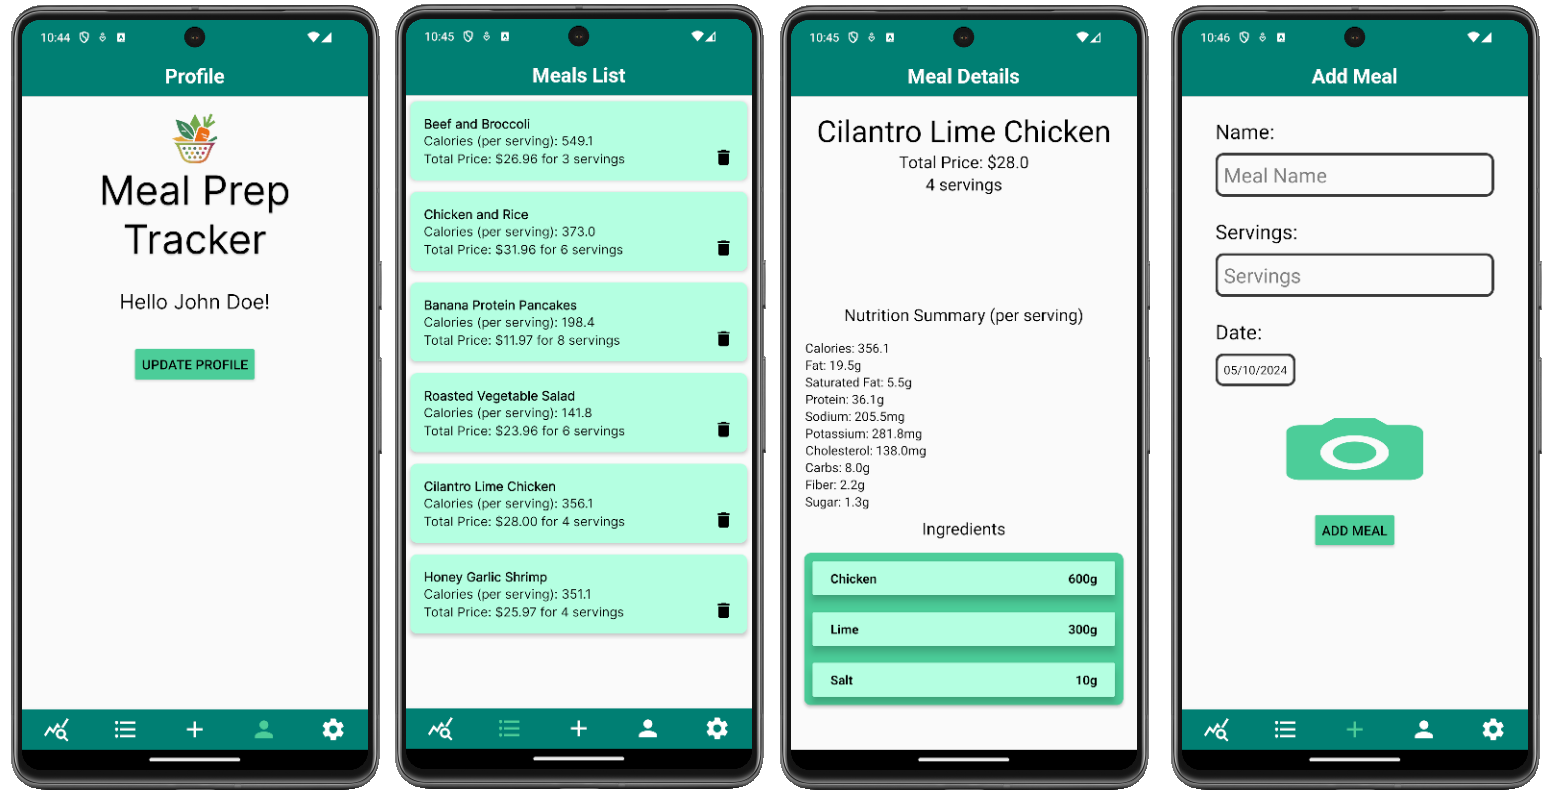 10:44
Profile
Meal Prep
Tracker
Hello John Doe!
UPDATE PROFILE
10:45
Meals List
Beef and Broccoli
Calories (per serving): 549.1
Total Price: $26.96 for 3 servings
Chicken and Rice
Calories (per serving): 373.0
Total Price: $31.96 for 6 servings
Banana Protein Pancakes
Calories (per serving): 198.4
Total Price: $11.97 for 8 servings
Roasted Vegetable Salad
Calories (per serving): 141.8
Total Price: $23.96 for 6 servings
Cilantro Lime Chicken
Calories (per serving): 356.1
Total Price: $28.00 for 4 servings
Honey Garlic Shrimp
Calories (per serving): 351.1
Total Price: $25.97 for 4 servings
10:45
Meal Details
Cilantro Lime Chicken
Total Price: $28.0
4 servings
Nutrition Summary (per serving)
Calories: 356.1
Fat: 19.5g
Saturated Fat: 5.5g
Protein: 36.1g
Sodium: 205.5mg
Potassium: 281.8mg
Cholesterol: 138.0mg
Carbs: 8.0g
Fiber: 2.2g
Sugar: 1.3g
Ingredients
Chicken 600g
Lime 300g
Salt 10g
10:46
Add Meal
Name:
Meal Name
Servings:
Servings
Date:
05/10/2024
ADD MEAL